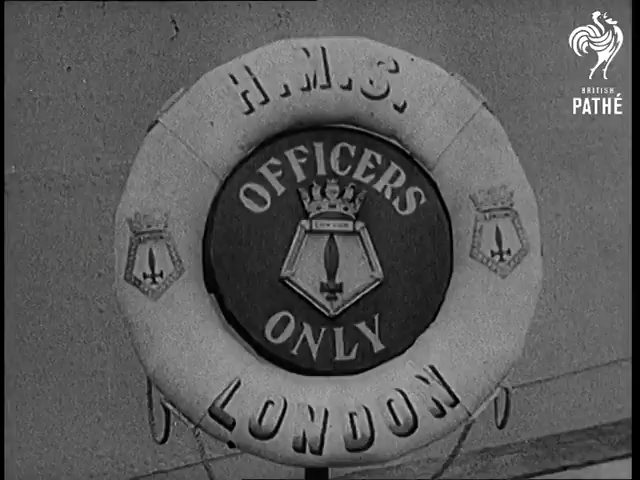 H.M.S.
OFFICERS
ONLY
LONDON
BRITISH
PATHÉ